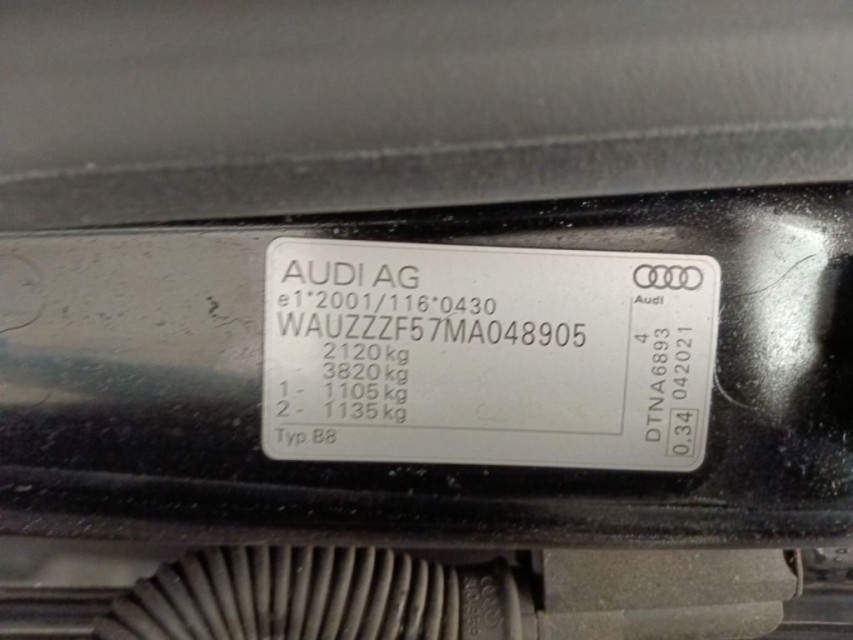 AUDI AG
e1*2001/116*0430
WAUZZZF57MA048905
2120 kg
3820 kg
1- 1105 kg
2- 1135 kg
Typ B8
Audi
4
DTNA6893
0,34 042021